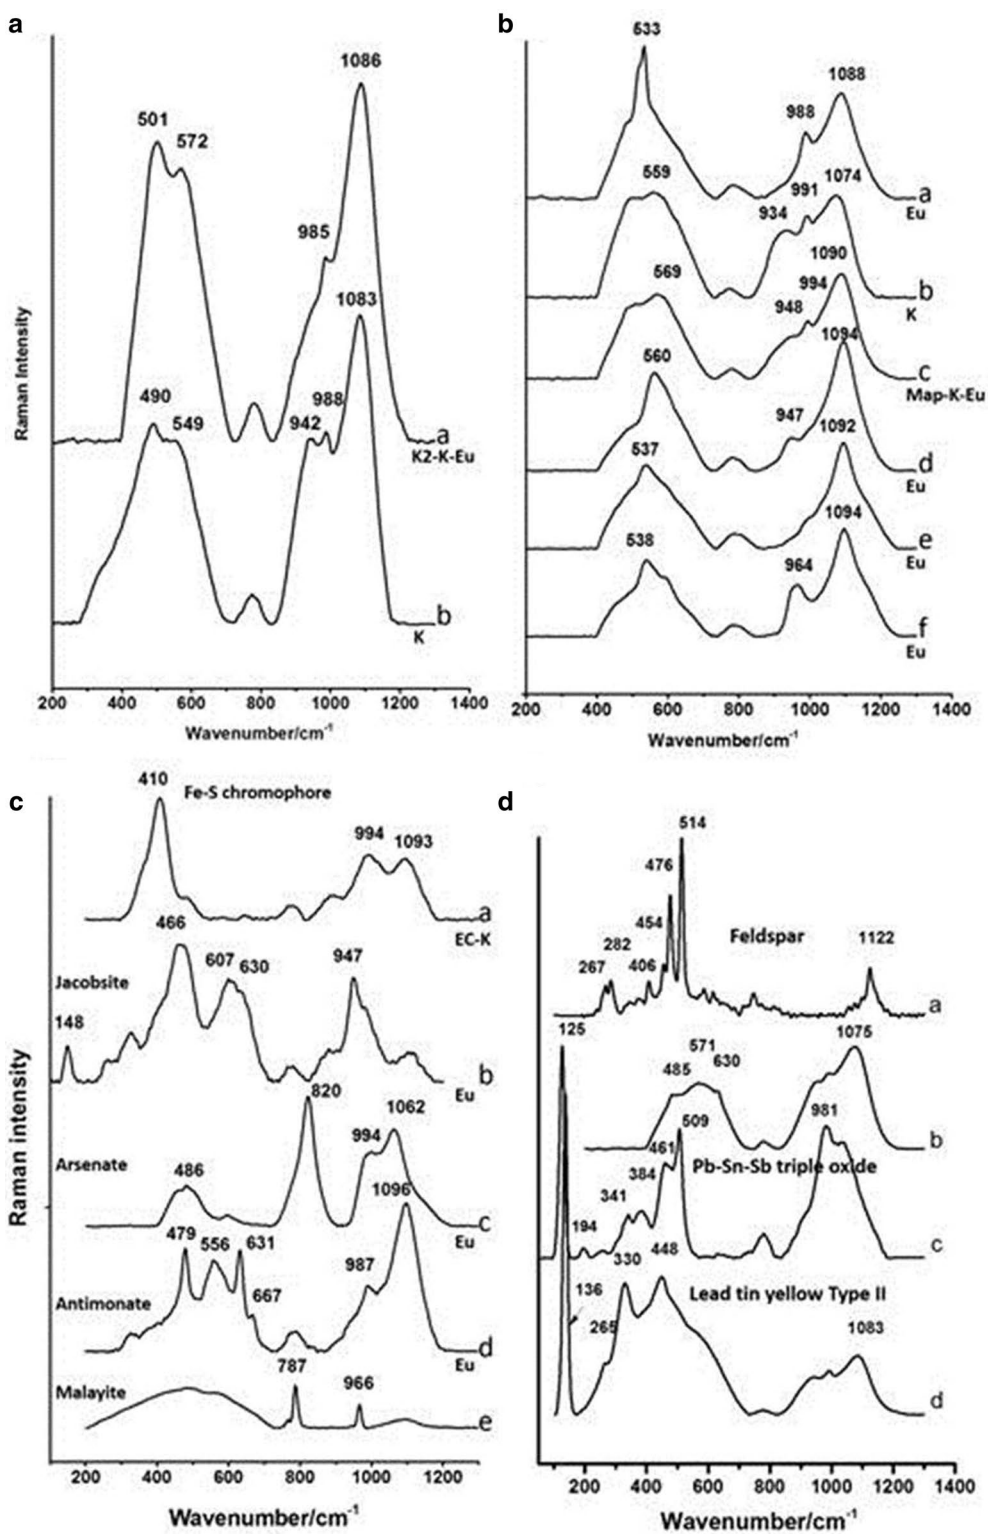 a
1086
501
572
985
1083
490
549
942
988
a
K2-K-Eu
b
K
Raman Intensity
200 400 600 800 1000 1200 1400
Wavenumber/cm-1
b
533
1088
988
559
991
1074
a
Eu
934
1090
569
994
b
K
948
1094
560
c
Map-K-Eu
947
1092
d
Eu
537
1094
e
Eu
538
964
f
Eu
200 400 600 800 1000 1200 1400
Wavenumber/cm-1
c
410
Fe-S chromophore
994
1093
a
EC-K
466
Jacobsite
607
630
947
148
b
Eu
820
1062
Arsenate
994
486
1096
c
Eu
479
556
631
987
667
Antimonate
d
Eu
787
Malayite
966
e
Raman intensity
200 400 600 800 1000 1200
Wavenumber/cm-1
d
514
476
454
282
Feldspar
1122
267
406
a
125
571
1075
485
630
b
509
981
461
Pb-Sn-Sb triple oxide
384
341
194
c
330
448
136
Lead tin yellow Type II
265
1083
d
200 400 600 800 1000 1200 1400
Wavenumber/cm-1